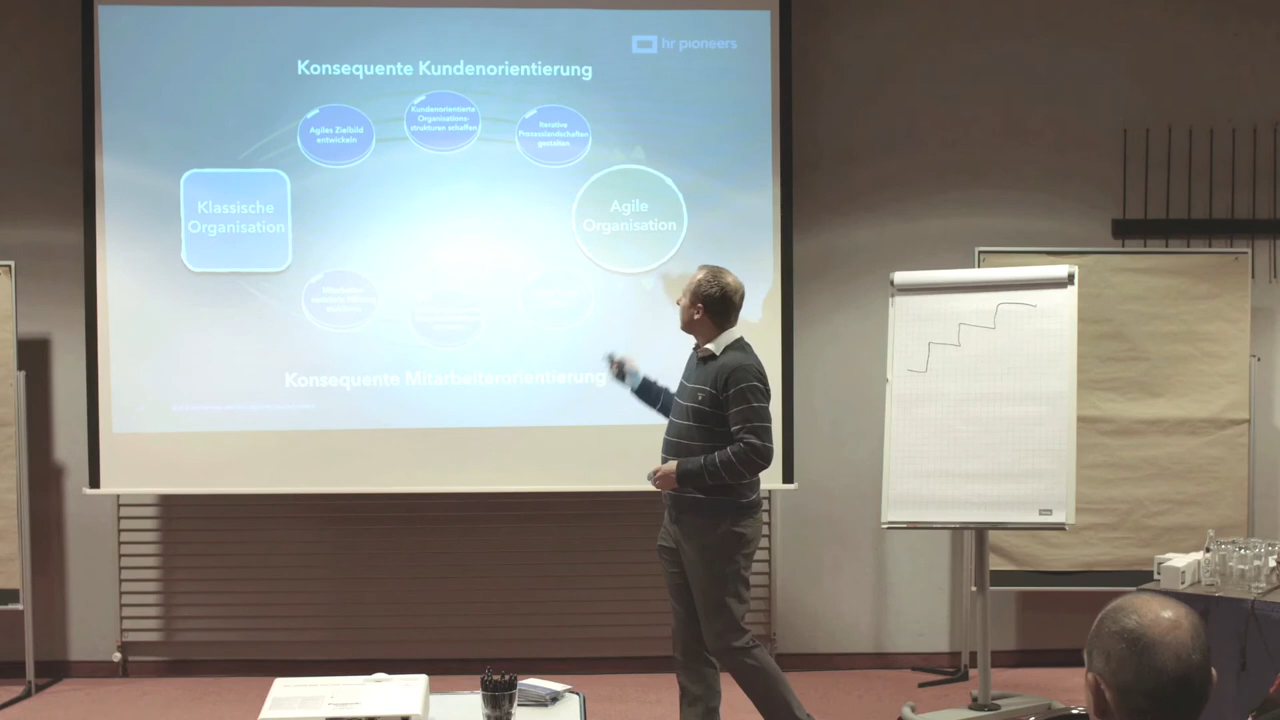 hr pioneers
Konsequente Kundenorientierung
Agiles Zielbild
entwickeln
Kundenorientierte
Organisations-
strukturen schaffen
Iterative
Prozesslandschaften
gestalten
Klassische
Organisation
Agile
Organisation
Konsequente Mitarbeiterorientierung